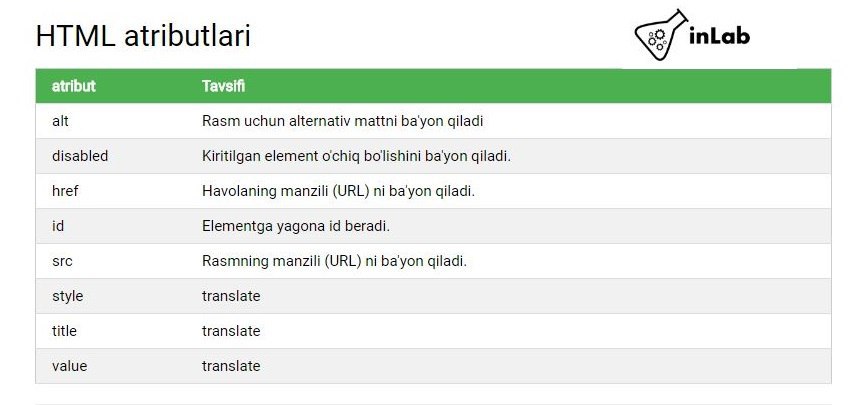 HTML atributlari
inLab
atribut Tavsifi
alt Rasm uchun alternativ mattni ba'yon qiladi
disabled Kiritilgan element o'chiq bo'lishini ba'yon qiladi.
href Havolaning manzili (URL) ni ba'yon qiladi.
id Elementga yagona id beradi.
src Rasmning manzili (URL) ni ba'yon qiladi.
style translate
title translate
value translate